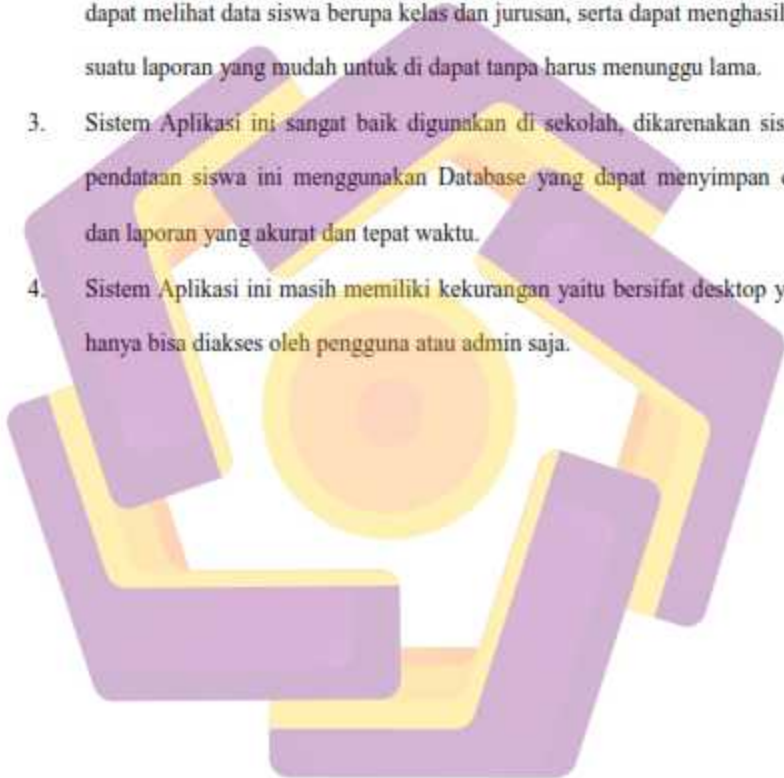 dapat melihat data siswa berupa kelas dan jurusan, serta dapat menghasil
suatu laporan yang mudah untuk di dapat tanpa harus menunggu lama.
3. Sistem Aplikasi ini sangat baik digunakan di sekolah, dikarenakan sis
pendataan siswa ini menggunakan Database yang dapat menyimpan
dan laporan yang akurat dan tepat waktu.
4. Sistem Aplikasi ini masih memiliki kekurangan yaitu bersifat desktop y
hanya bisa diakses oleh pengguna atau admin saja.